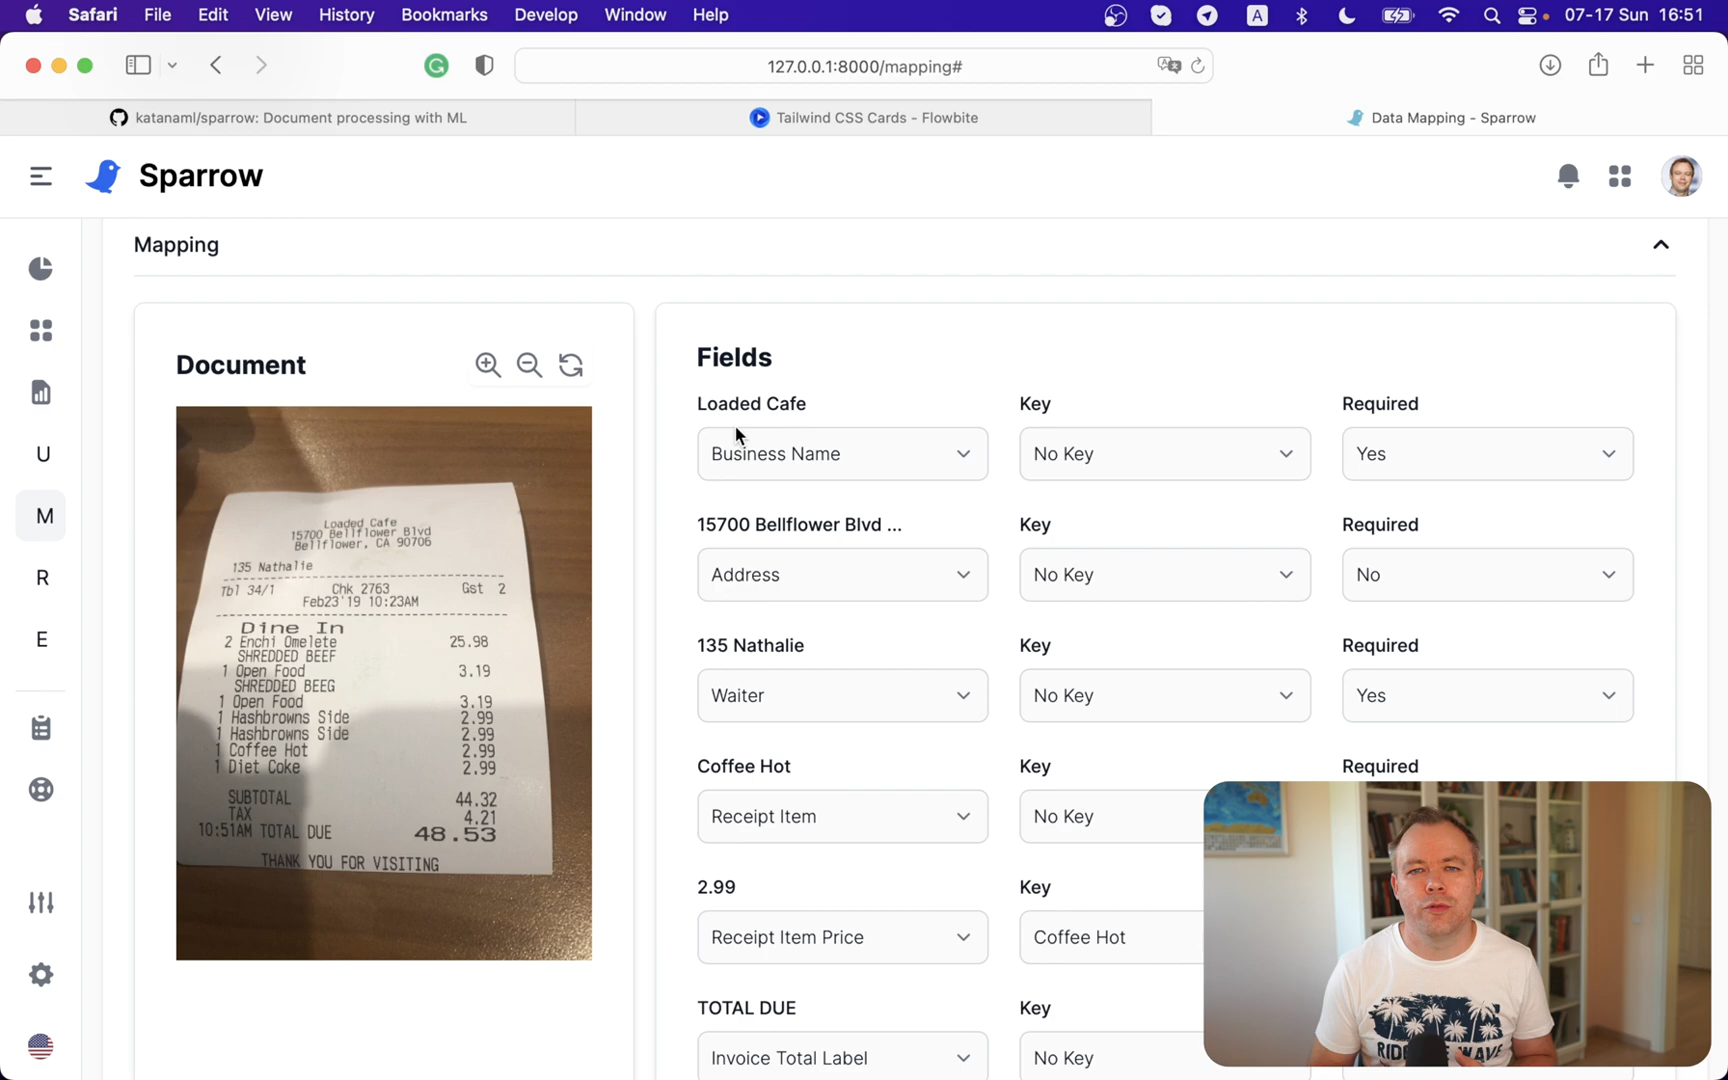 Safari File Edit View History Bookmarks Develop Window Help A 07-17 Sun 16:51
127.0.0.1:8000/mapping#
katanaml/sparrow: Document processing with ML Tailwind CSS Cards - Flowbite Data Mapping - Sparrow
Sparrow
Mapping
U
M
R
E
Document
Loaded Cafe
15700 Bellflower Blvd
Bellflower, CA 90706
135 Nathalie
Tbl 34/1 Chk 2763 Gst 2
Feb23'19 10:23AM
Dine In
2 Enchi Omelete 25.98
SHREDDED BEEF
1 Open Food 3.19
SHREDDED BEEG
1 Open Food 3.19
1 Hashbrowns Side 2.99
1 Hashbrowns Side 2.99
1 Coffee Hot 2.99
1 Diet Coke 2.99
SUBTOTAL 44.32
TAX 4.21
10:51AM TOTAL DUE 48.53
THANK YOU FOR VISITING
Fields
Loaded Cafe Key Required
Business Name No Key Yes
15700 Bellflower Blvd ... Key Required
Address No Key No
135 Nathalie Key Required
Waiter No Key Yes
Coffee Hot Key Required
Receipt Item No Key
2.99 Key
Receipt Item Price Coffee Hot
TOTAL DUE Key
Invoice Total Label No Key